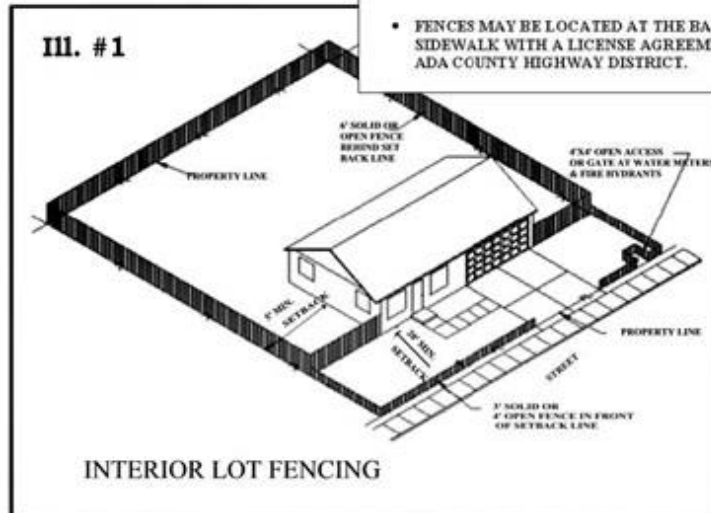 Ill. #1
• FENCES MAY BE LOCATED AT THE BA
SIDEWALK WITH A LICENSE AGREEM
ADA COUNTY HIGHWAY DISTRICT.
6' SOLID OR
OPEN FENCE
BEHIND SET
BACK LINE
4'X4' OPEN ACCESS
OR GATE AT WATER METERS
& FIRE HYDRANTS
PROPERTY LINE
5' MIN.
SETBACK
20' MIN.
SETBACK
PROPERTY LINE
STREET
3' SOLID OR
4' OPEN FENCE IN FRONT
OF SETBACK LINE
INTERIOR LOT FENCING